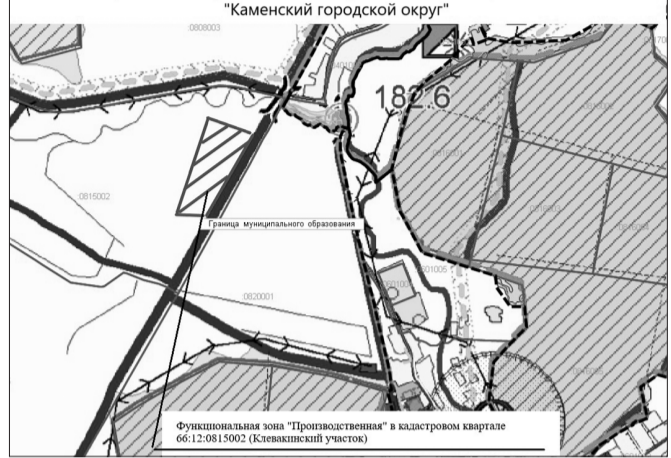 "Каменский городской округ"
0808003
182.6
0815002
Граница муниципального образования
0820001
Функциональная зона "Производственная" в кадастровом квартале
66:12:0815002 (Клевакинский участок)